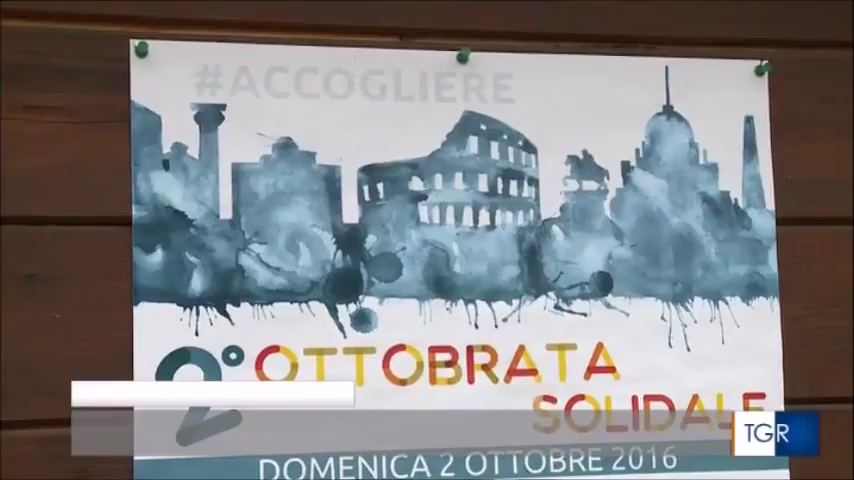 #ACCOGLIERE
2° OTTOBRATA
SOLIDALE
TGR
DOMENICA 2 OTTOBRE 2016